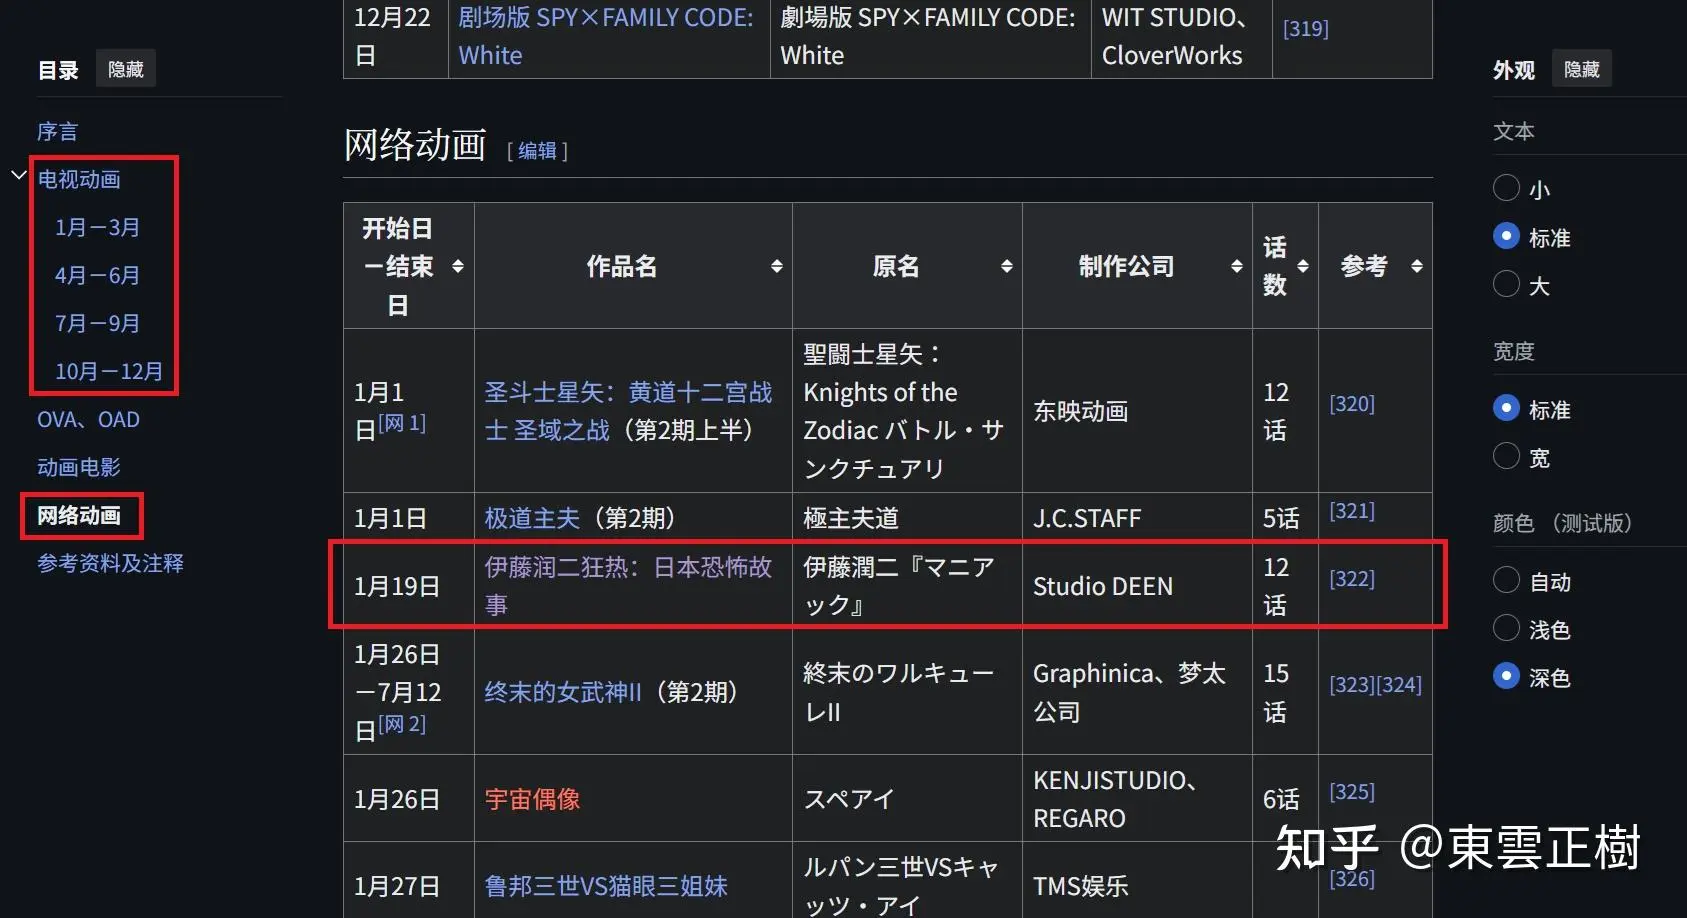 12月22
日
剧场版 SPY×FAMILY CODE:
White
劇場版 SPY×FAMILY CODE:
White
WIT STUDIO、
CloverWorks
[319]
目录
隐藏
序言
电视动画
1月－3月
4月－6月
7月－9月
10月－12月
OVA、OAD
动画电影
网络动画
参考资料及注释
网络动画 [ 编辑 ]
开始日
－结束
日
作品名
原名
制作公司
话
数
参考
1月1
日[网 1]
圣斗士星矢：黄道十二宫战
士 圣域之战（第2期上半）
聖闘士星矢：
Knights of the
Zodiac バトル・サ
ンクチュアリ
东映动画
12
话
[320]
1月1日
极道主夫（第2期）
極主夫道
J.C.STAFF
5话
[321]
1月19日
伊藤润二狂热：日本恐怖故
事
伊藤潤二『マニア
ック』
Studio DEEN
12
话
[322]
1月26日
－7月12
日[网 2]
终末的女武神II（第2期）
終末のワルキュー
レII
Graphinica、梦太
公司
15
话
[323][324]
1月26日
宇宙偶像
スペアイ
KENJISTUDIO、
REGARO
6话
[325]
1月27日
鲁邦三世VS猫眼三姐妹
ルパン三世VSキャ
ッツ・アイ
TMS娱乐
[326]
外观
隐藏
文本
小
标准
大
宽度
标准
宽
颜色 （测试版）
自动
浅色
深色
知乎 @東雲正樹